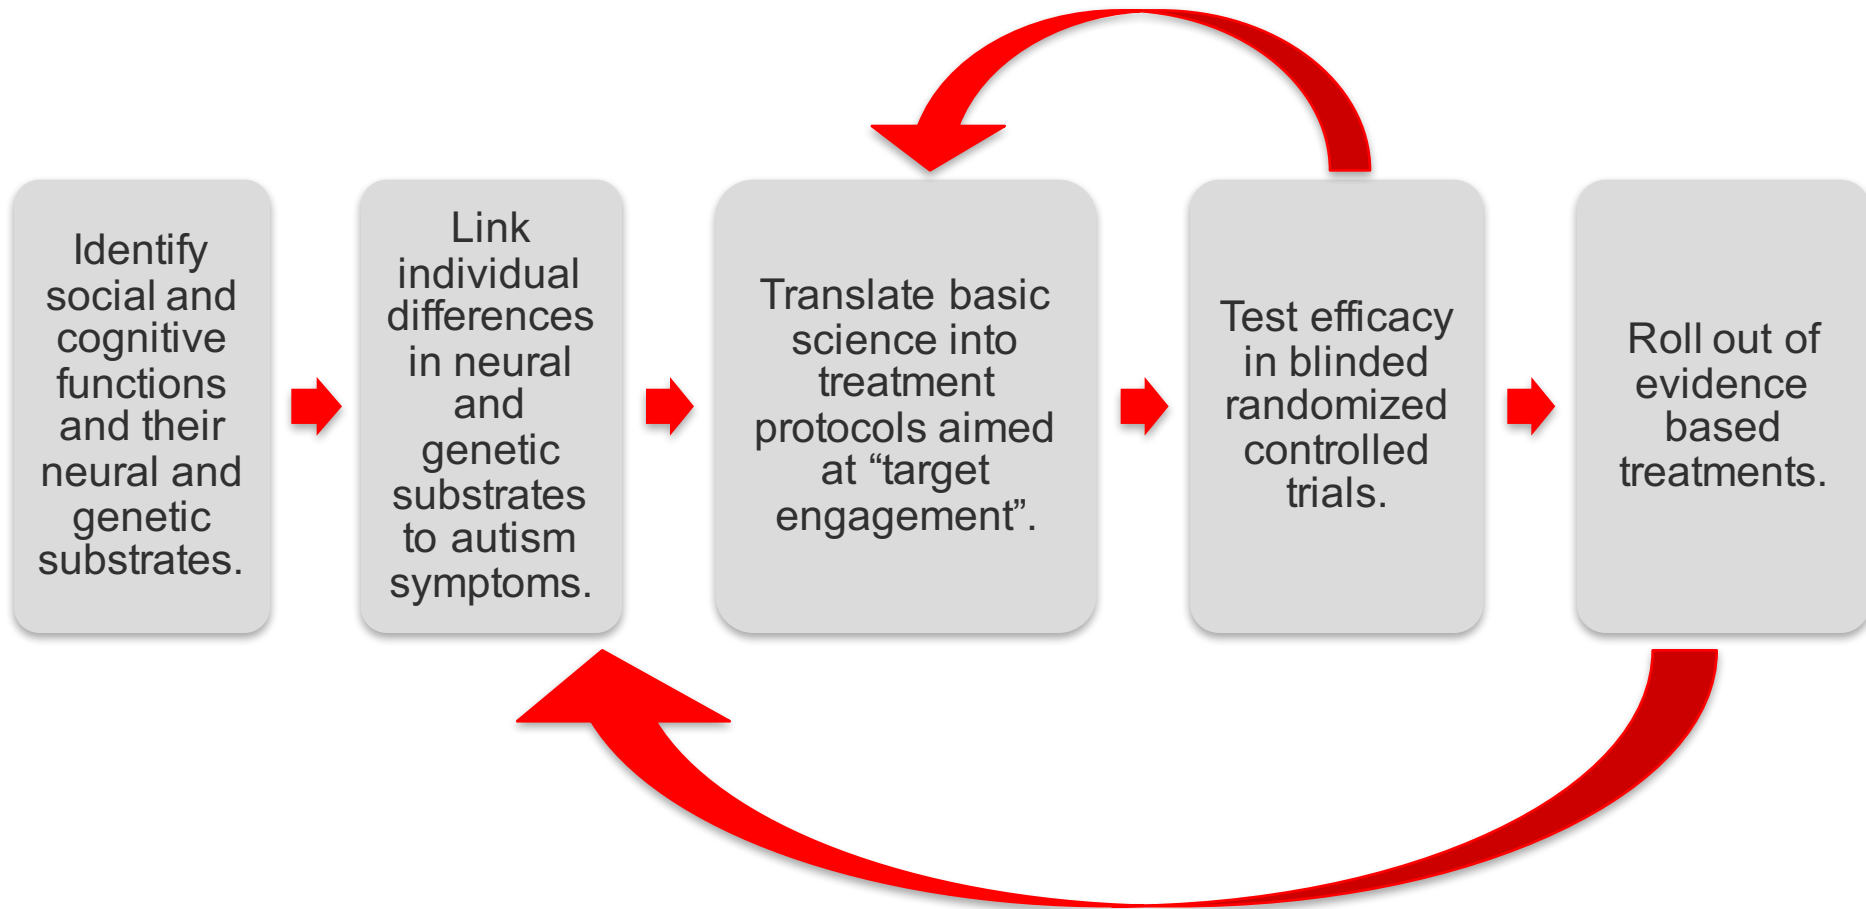 Identify
social and
cognitive
functions
and their
neural and
genetic
substrates.
Link
individual
differences
in neural
and
genetic
substrates
to autism
symptoms.
Translate basic
science into
treatment
protocols aimed
at “target
engagement”.
Test efficacy
in blinded
randomized
controlled
trials.
Roll out of
evidence
based
treatments.